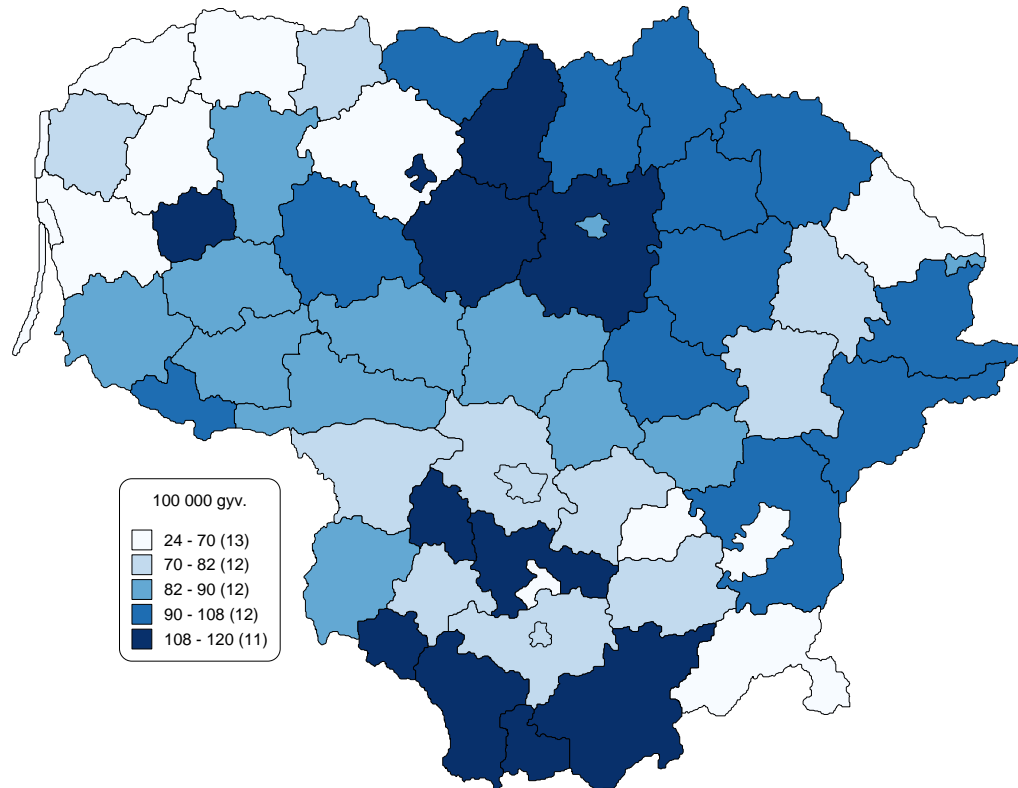 100 000 gyv.
24 - 70 (13)
70 - 82 (12)
82 - 90 (12)
90 - 108 (12)
108 - 120 (11)